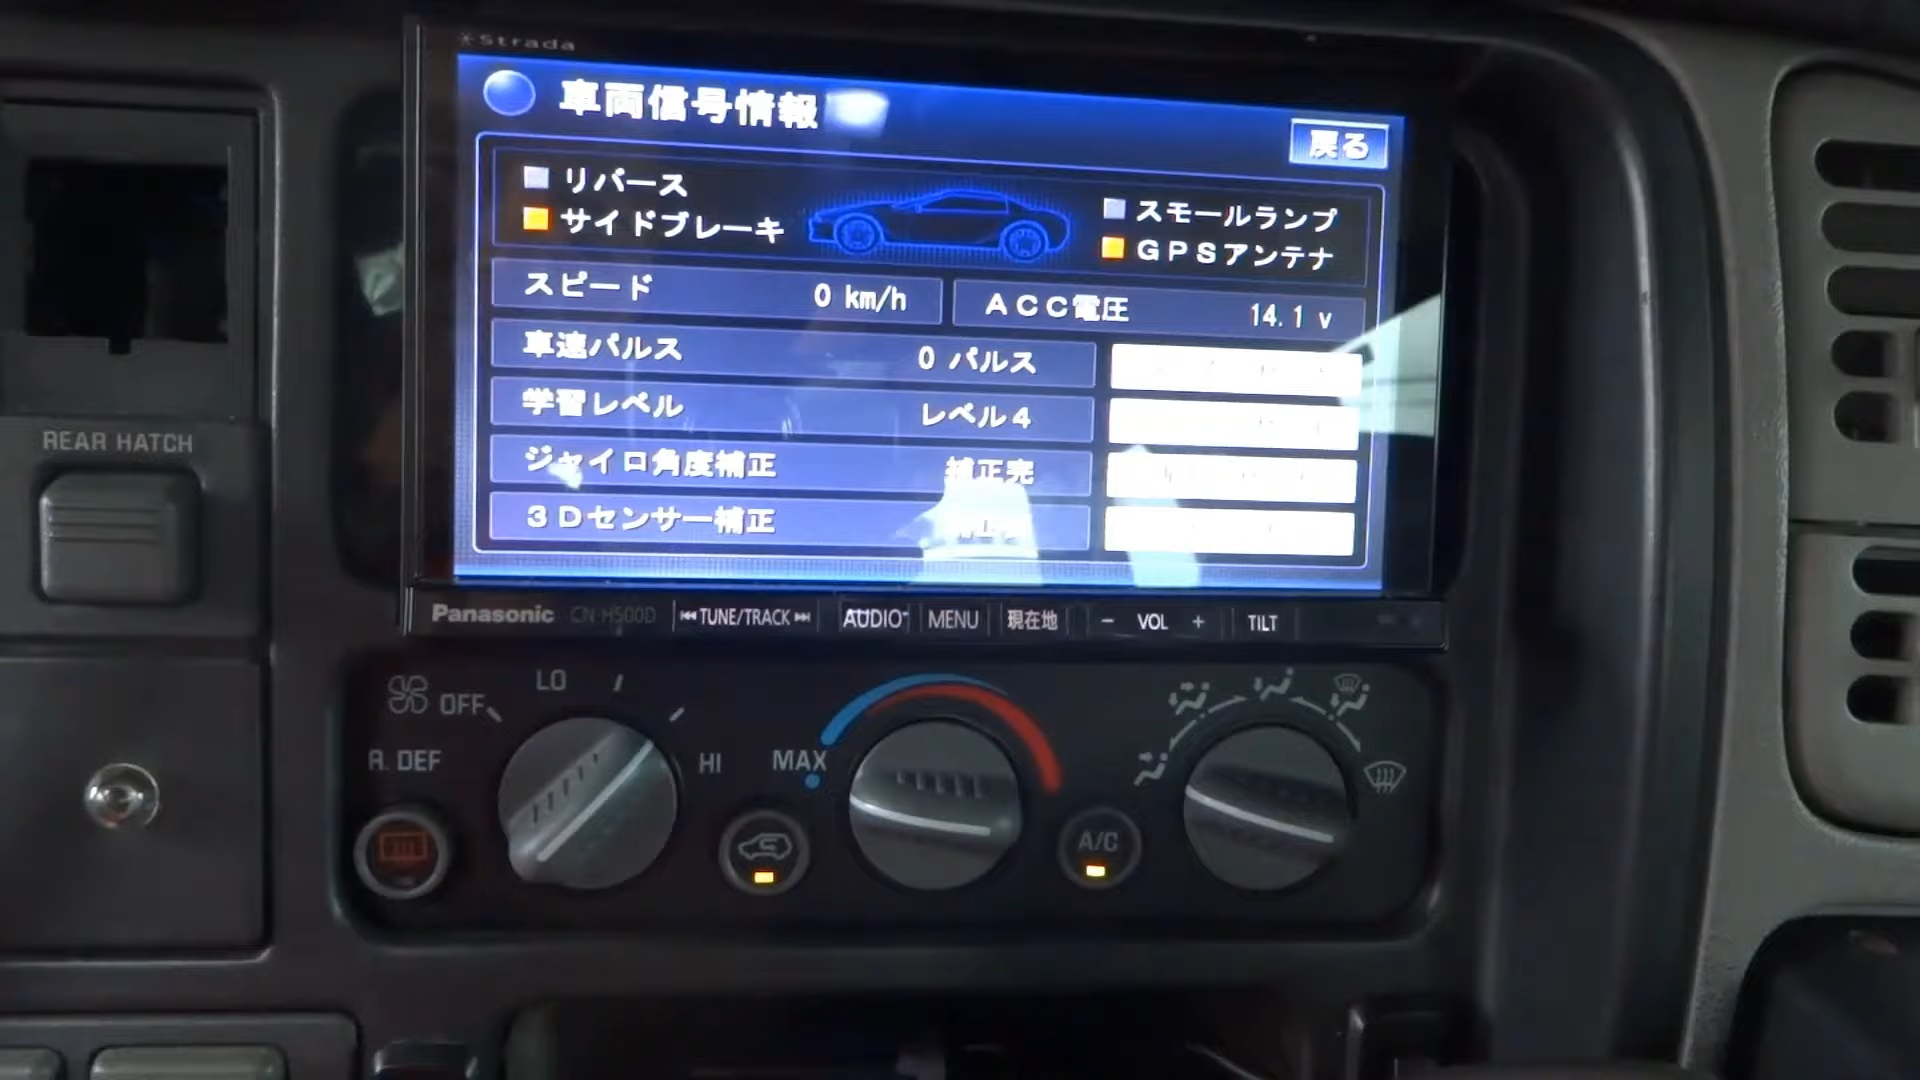 Strada
車両信号情報
戻る
リバース
サイドブレーキ
スモールランプ
GPSアンテナ
スピード 0 km/h
ACC電圧 14.1 v
車速パルス 0 パルス
学習レベル レベル4
ジャイロ角度補正 補正完
3Dセンサー補正
Panasonic CN-H500D TUNE/TRACK AUDIO MENU 現在地 - VOL + TILT
REAR HATCH
OFF LO HI
R. DEF
MAX
A/C